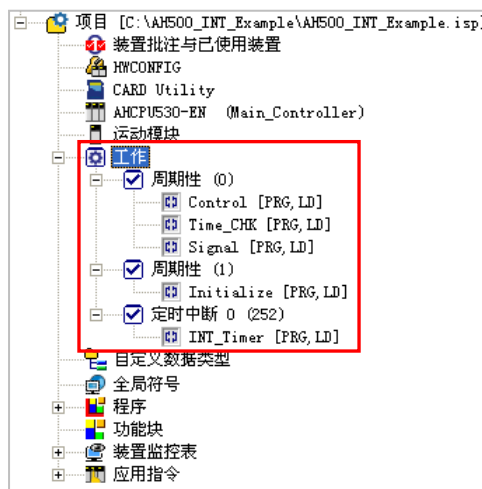 项目 [C:\AH500_INT_Example\AH500_INT_Example.isp]
装置批注与已使用装置
HWCONFIG
CARD Utility
AHCPU530-EN (Main_Controller)
运动模块
工作
周期性 (0)
Control [PRG,LD]
Time_CHK [PRG,LD]
Signal [PRG,LD]
周期性 (1)
Initialize [PRG,LD]
定时中断 0 (252)
INT_Timer [PRG,LD]
自定义数据类型
全局符号
程序
功能块
装置监控表
应用指令